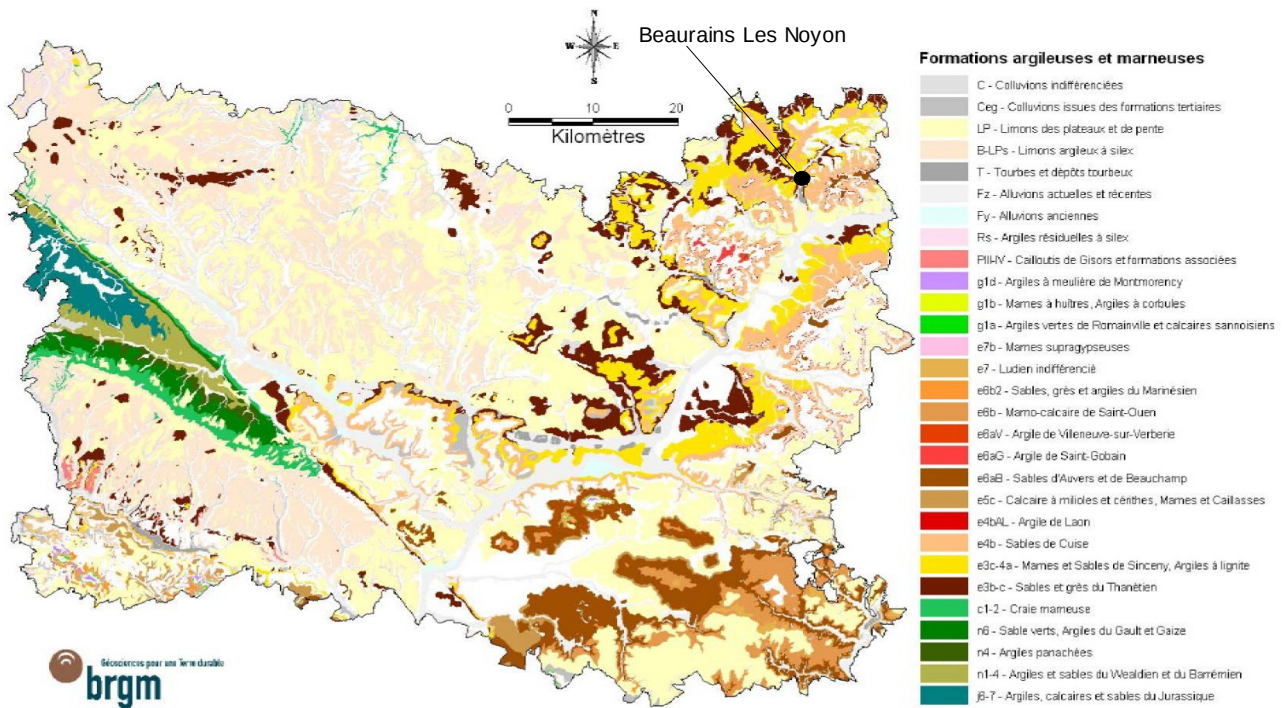 N
W E
S
Beaurains Les Noyon
0 10 20
Kilomètres
Formations argileuses et marneuses
C - Colluvions indifférenciées
Ceg - Colluvions issues des formations tertiaires
LP - Limons des plateaux et de pente
B-LPs - Limons argileux à silex
T - Tourbes et dépôts tourbeux
Fz - Alluvions actuelles et récentes
Fy - Alluvions anciennes
Rs - Argiles résiduelles à silex
PIII-IV - Cailloutis de Gisors et formations associées
g1d - Argiles à meulière de Montmorency
g1b - Marnes à huîtres, Argiles à corbules
g1a - Argiles vertes de Romainville et calcaires sannoisiens
e7b - Marnes supragypseuses
e7 - Ludien indifférencié
e6b2 - Sables, grès et argiles du Marinésien
e6b - Marno-calcaire de Saint-Ouen
e6aV - Argile de Villeneuve-sur-Verberie
e6aG - Argile de Saint-Gobain
e6aB - Sables d'Auvers et de Beauchamp
e5c - Calcaire à milioles et cérithes, Marnes et Caillasses
e4bAL - Argile de Laon
e4b - Sables de Cuise
e3c-4a - Marnes et Sables de Sinceny, Argiles à lignite
e3b-c - Sables et grès du Thanétien
c1-2 - Craie marneuse
n6 - Sable verts, Argiles du Gault et Gaize
n4 - Argiles panachées
n1-4 - Argiles et sables du Wealdien et du Barrémien
j6-7 - Argiles, calcaires et sables du Jurassique
Géosciences pour une Terre durable
brgm